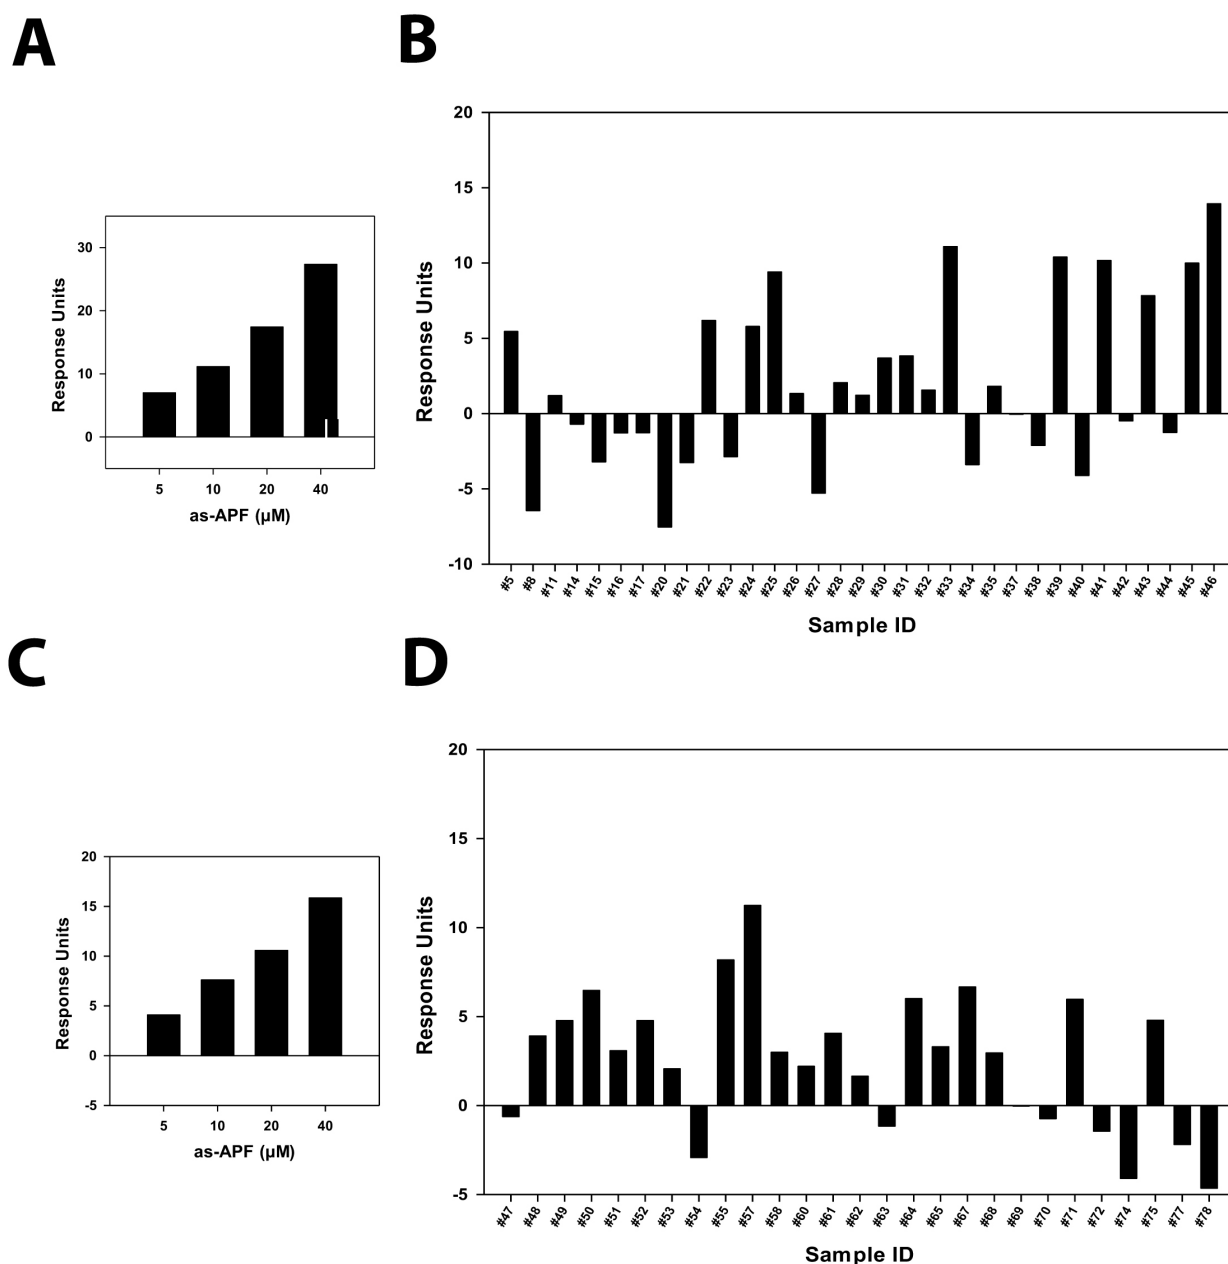 A
B
Response Units
30
20
10
0
5 10 20 40
as-APF (µM)
Response Units
20
15
10
5
0
-5
-10
#5 #8 #11 #14 #15 #16 #17 #20 #21 #22 #23 #24 #25 #26 #27 #28 #29 #30 #31 #32 #33 #34 #35 #37 #38 #39 #40 #41 #42 #43 #44 #45 #46
Sample ID
C
D
Response Units
20
15
10
5
0
-5
5 10 20 40
as-APF (µM)
Response Units
20
15
10
5
0
-5
#47 #48 #49 #50 #51 #52 #53 #54 #55 #57 #58 #60 #61 #62 #63 #64 #65 #67 #68 #69 #70 #71 #72 #74 #75 #77 #78
Sample ID